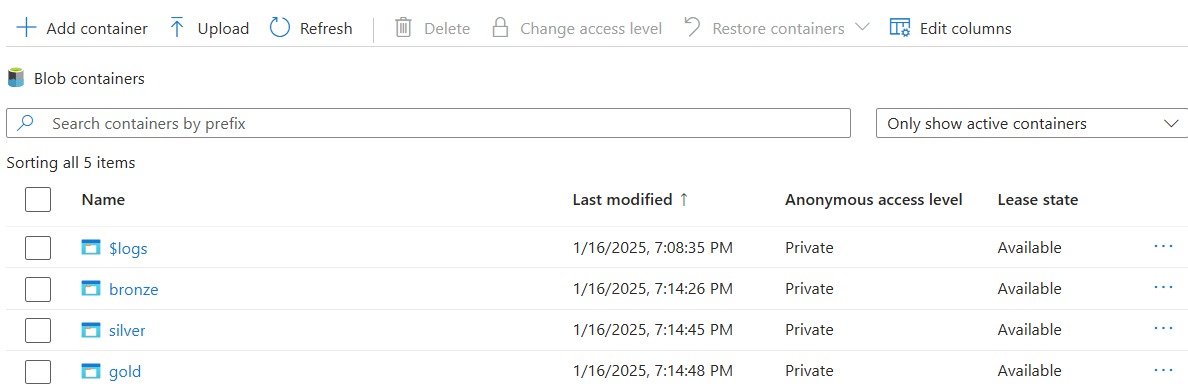 Add container Upload Refresh Delete Change access level Restore containers Edit columns
Blob containers
Search containers by prefix Only show active containers
Sorting all 5 items
Name Last modified ↑ Anonymous access level Lease state
$logs 1/16/2025, 7:08:35 PM Private Available ...
bronze 1/16/2025, 7:14:26 PM Private Available ...
silver 1/16/2025, 7:14:45 PM Private Available ...
gold 1/16/2025, 7:14:48 PM Private Available ...